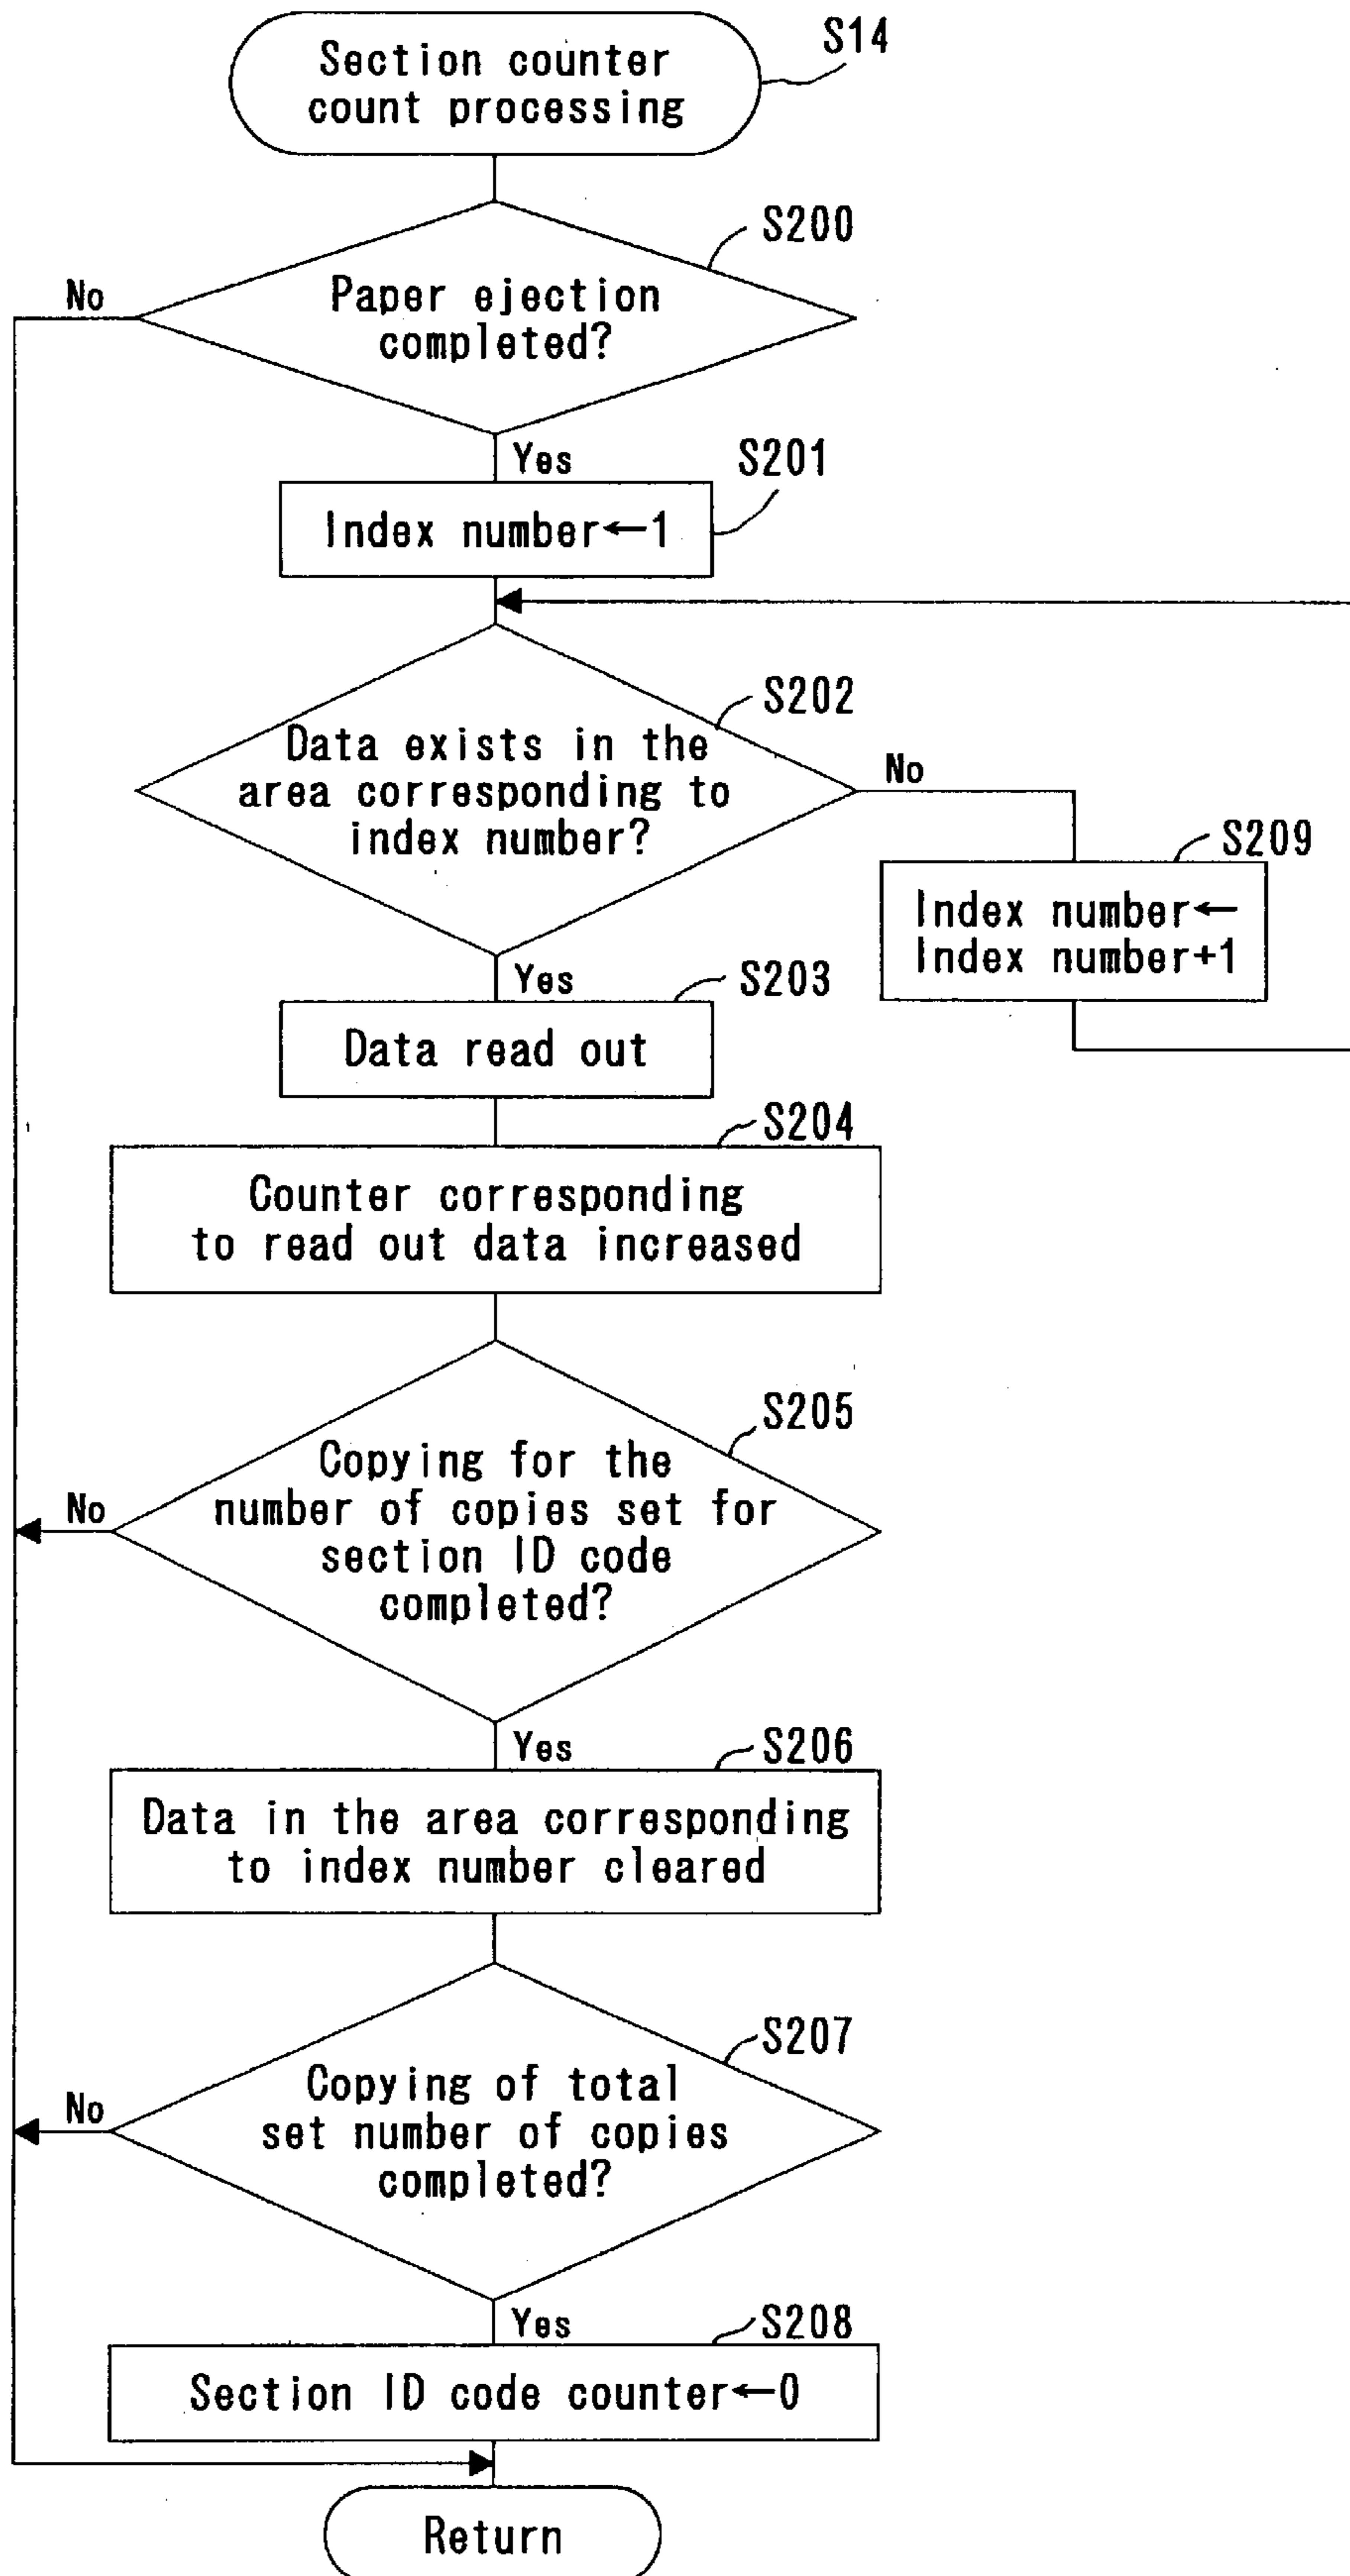 Section counter
count processing
S14
S200
Paper ejection
completed?
No
Yes
S201
Index number←1
S202
Data exists in the
area corresponding to
index number?
No
S209
Index number←
Index number+1
Yes
S203
Data read out
S204
Counter corresponding
to read out data increased
S205
Copying for the
number of copies set for
section ID code
completed?
No
Yes
S206
Data in the area corresponding
to index number cleared
S207
Copying of total
set number of copies
completed?
No
Yes
S208
Section ID code counter←0
Return